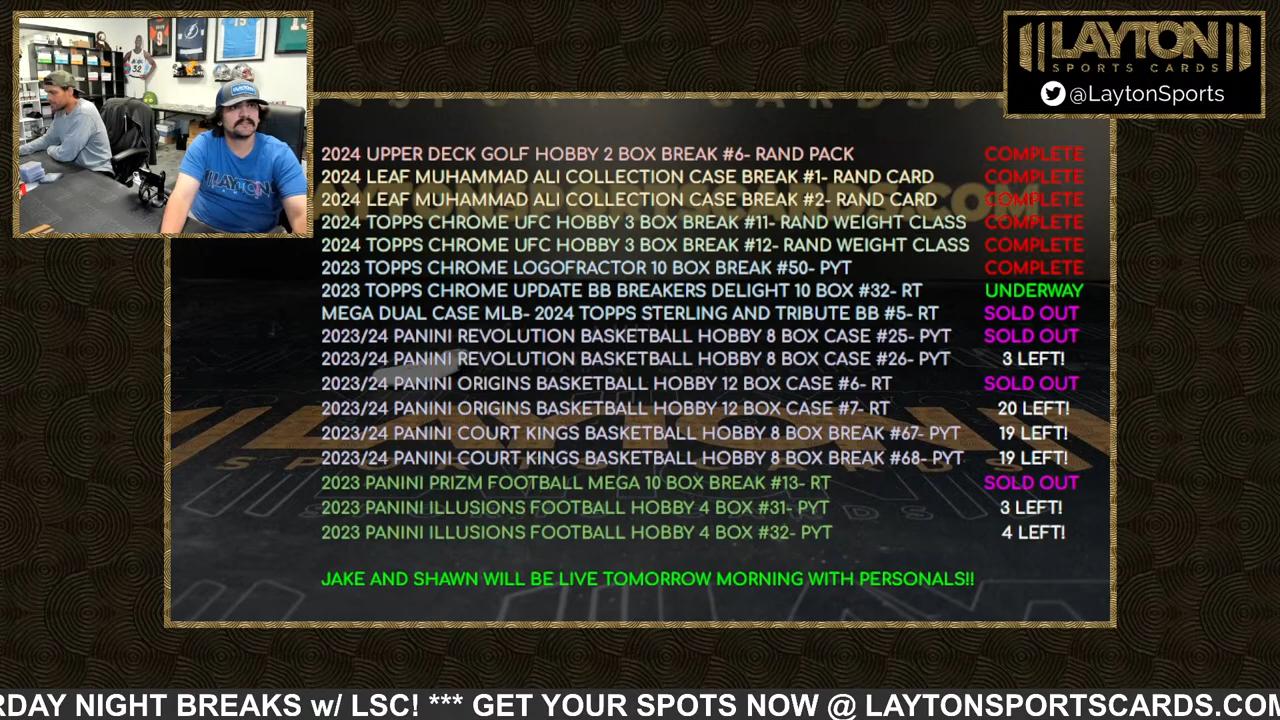 LAYTON
SPORTS CARDS
@LaytonSports
2024 UPPER DECK GOLF HOBBY 2 BOX BREAK #6- RAND PACK COMPLETE
2024 LEAF MUHAMMAD ALI COLLECTION CASE BREAK #1- RAND CARD COMPLETE
2024 LEAF MUHAMMAD ALI COLLECTION CASE BREAK #2- RAND CARD COMPLETE
2024 TOPPS CHROME UFC HOBBY 3 BOX BREAK #11- RAND WEIGHT CLASS COMPLETE
2024 TOPPS CHROME UFC HOBBY 3 BOX BREAK #12- RAND WEIGHT CLASS COMPLETE
2023 TOPPS CHROME LOGOFRACTOR 10 BOX BREAK #50- PYT COMPLETE
2023 TOPPS CHROME UPDATE BB BREAKERS DELIGHT 10 BOX #32- RT UNDERWAY
MEGA DUAL CASE MLB- 2024 TOPPS STERLING AND TRIBUTE BB #5- RT SOLD OUT
2023/24 PANINI REVOLUTION BASKETBALL HOBBY 8 BOX CASE #25- PYT SOLD OUT
2023/24 PANINI REVOLUTION BASKETBALL HOBBY 8 BOX CASE #26- PYT 3 LEFT!
2023/24 PANINI ORIGINS BASKETBALL HOBBY 12 BOX CASE #6- RT SOLD OUT
2023/24 PANINI ORIGINS BASKETBALL HOBBY 12 BOX CASE #7- RT 20 LEFT!
2023/24 PANINI COURT KINGS BASKETBALL HOBBY 8 BOX BREAK #67- PYT 19 LEFT!
2023/24 PANINI COURT KINGS BASKETBALL HOBBY 8 BOX BREAK #68- PYT 19 LEFT!
2023 PANINI PRIZM FOOTBALL MEGA 10 BOX BREAK #13- RT SOLD OUT
2023 PANINI ILLUSIONS FOOTBALL HOBBY 4 BOX #31- PYT 3 LEFT!
2023 PANINI ILLUSIONS FOOTBALL HOBBY 4 BOX #32- PYT 4 LEFT!
JAKE AND SHAWN WILL BE LIVE TOMORROW MORNING WITH PERSONALS!!
RDAY NIGHT BREAKS w/ LSC! *** GET YOUR SPOTS NOW @ LAYTONSPORTSCARDS.COM